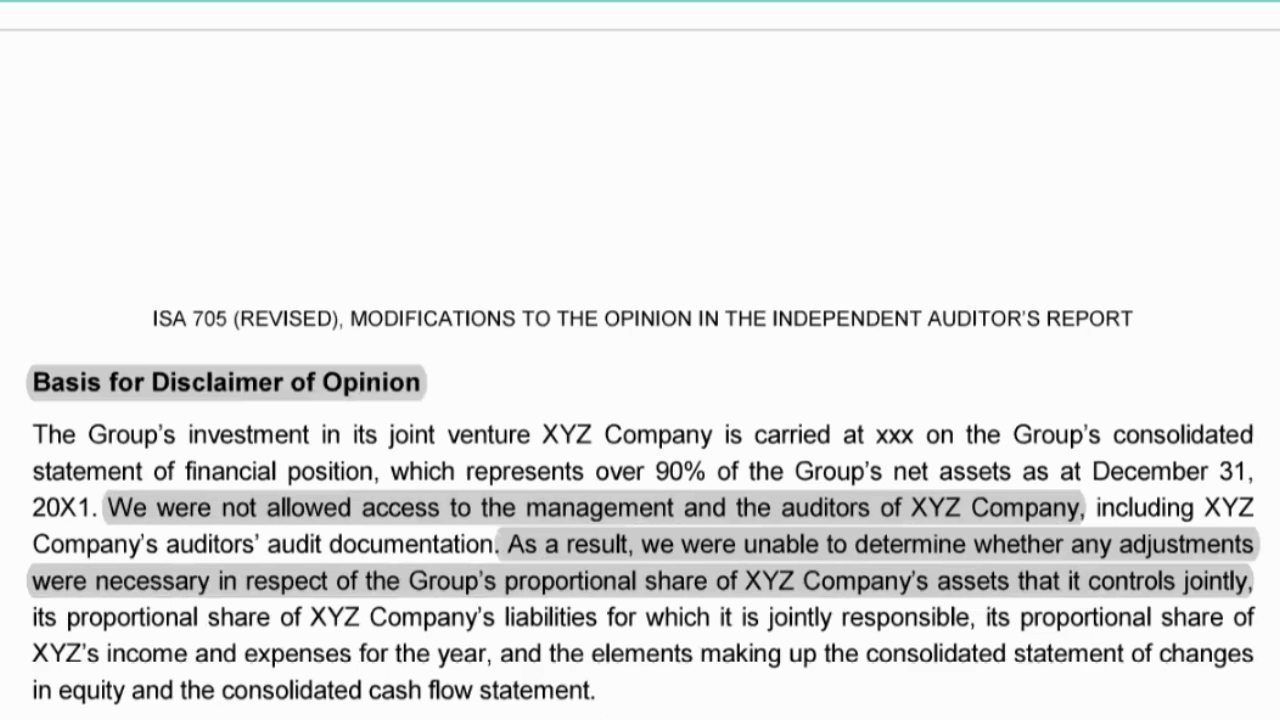 ISA 705 (REVISED), MODIFICATIONS TO THE OPINION IN THE INDEPENDENT AUDITOR'S REPORT
Basis for Disclaimer of Opinion
The Group's investment in its joint venture XYZ Company is carried at xxx on the Group's consolidated
statement of financial position, which represents over 90% of the Group's net assets as at December 31,
20X1. We were not allowed access to the management and the auditors of XYZ Company, including XYZ
Company's auditors' audit documentation. As a result, we were unable to determine whether any adjustments
were necessary in respect of the Group's proportional share of XYZ Company's assets that it controls jointly,
its proportional share of XYZ Company's liabilities for which it is jointly responsible, its proportional share of
XYZ's income and expenses for the year, and the elements making up the consolidated statement of changes
in equity and the consolidated cash flow statement.